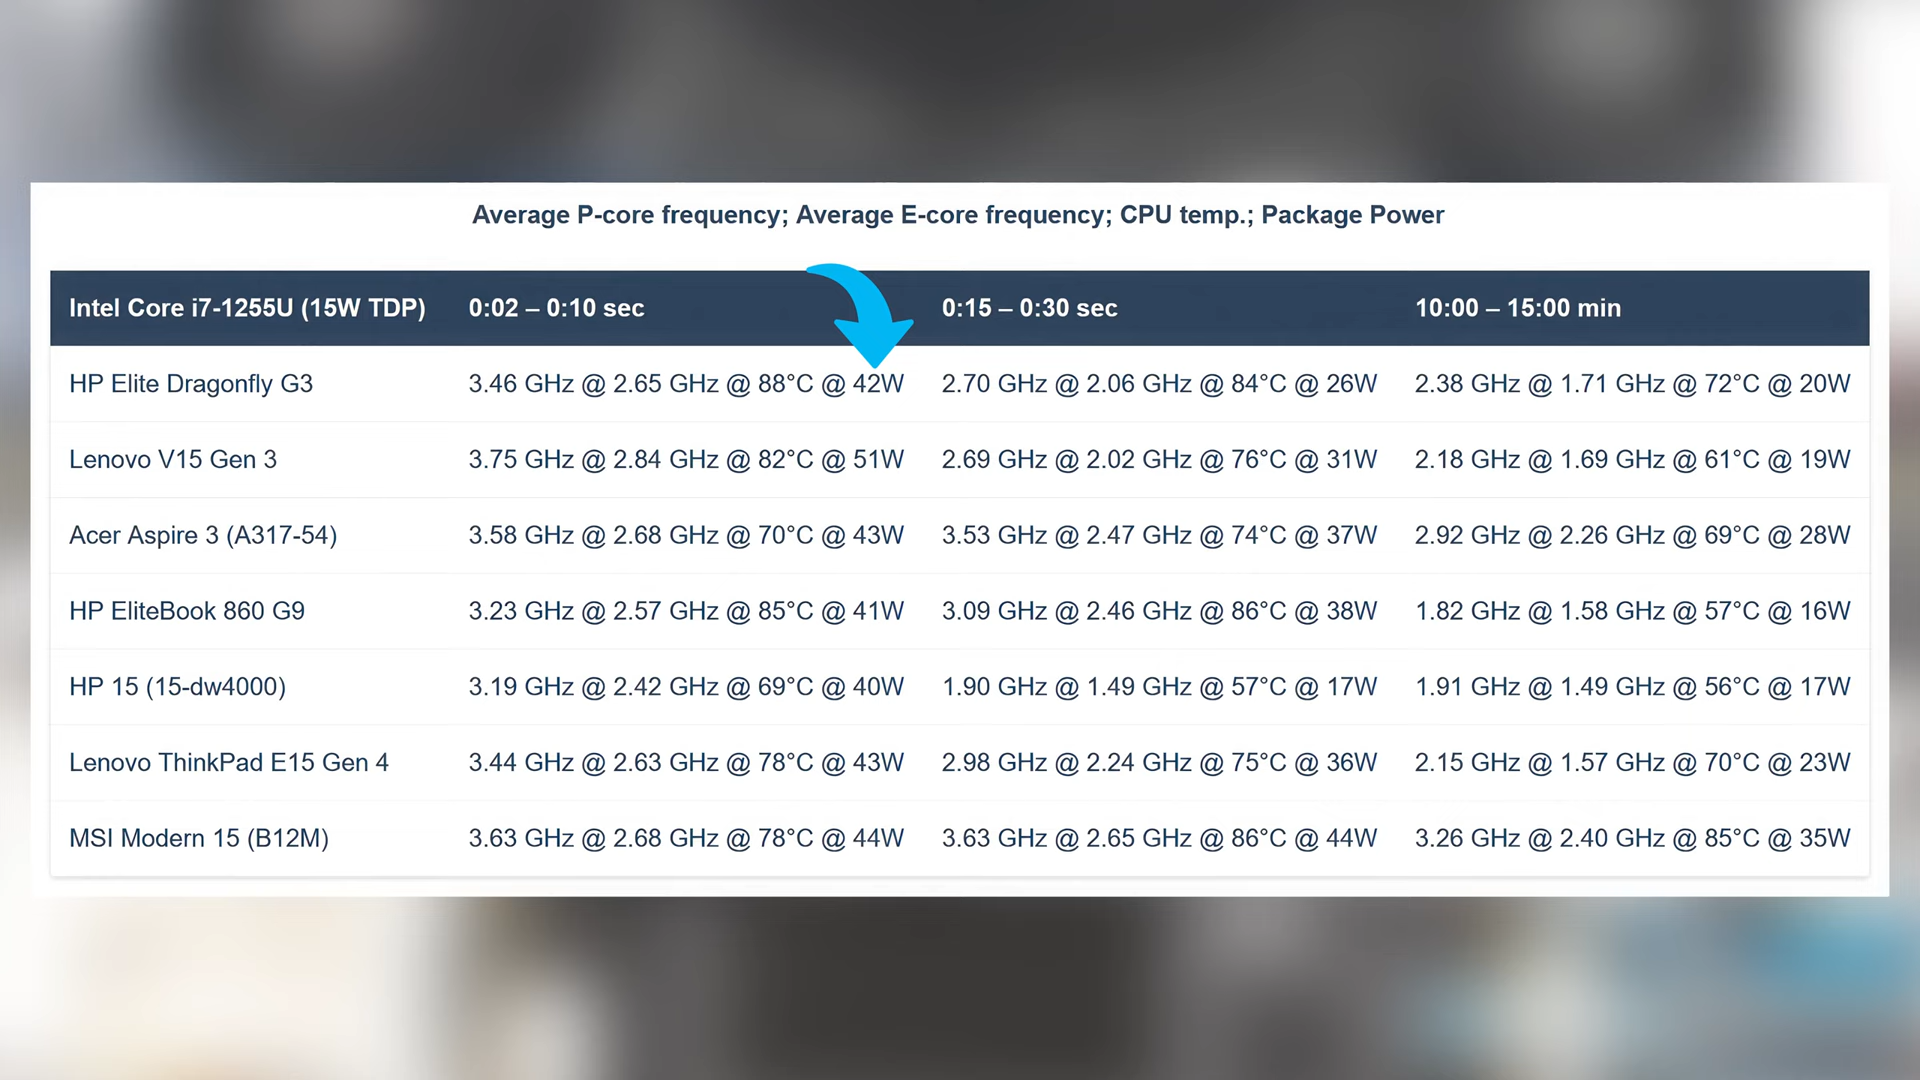 Average P-core frequency; Average E-core frequency; CPU temp.; Package Power
Intel Core i7-1255U (15W TDP) 0:02 – 0:10 sec 0:15 – 0:30 sec 10:00 – 15:00 min
HP Elite Dragonfly G3 3.46 GHz @ 2.65 GHz @ 88°C @ 42W 2.70 GHz @ 2.06 GHz @ 84°C @ 26W 2.38 GHz @ 1.71 GHz @ 72°C @ 20W
Lenovo V15 Gen 3 3.75 GHz @ 2.84 GHz @ 82°C @ 51W 2.69 GHz @ 2.02 GHz @ 76°C @ 31W 2.18 GHz @ 1.69 GHz @ 61°C @ 19W
Acer Aspire 3 (A317-54) 3.58 GHz @ 2.68 GHz @ 70°C @ 43W 3.53 GHz @ 2.47 GHz @ 74°C @ 37W 2.92 GHz @ 2.26 GHz @ 69°C @ 28W
HP EliteBook 860 G9 3.23 GHz @ 2.57 GHz @ 85°C @ 41W 3.09 GHz @ 2.46 GHz @ 86°C @ 38W 1.82 GHz @ 1.58 GHz @ 57°C @ 16W
HP 15 (15-dw4000) 3.19 GHz @ 2.42 GHz @ 69°C @ 40W 1.90 GHz @ 1.49 GHz @ 57°C @ 17W 1.91 GHz @ 1.49 GHz @ 56°C @ 17W
Lenovo ThinkPad E15 Gen 4 3.44 GHz @ 2.63 GHz @ 78°C @ 43W 2.98 GHz @ 2.24 GHz @ 75°C @ 36W 2.15 GHz @ 1.57 GHz @ 70°C @ 23W
MSI Modern 15 (B12M) 3.63 GHz @ 2.68 GHz @ 78°C @ 44W 3.63 GHz @ 2.65 GHz @ 86°C @ 44W 3.26 GHz @ 2.40 GHz @ 85°C @ 35W